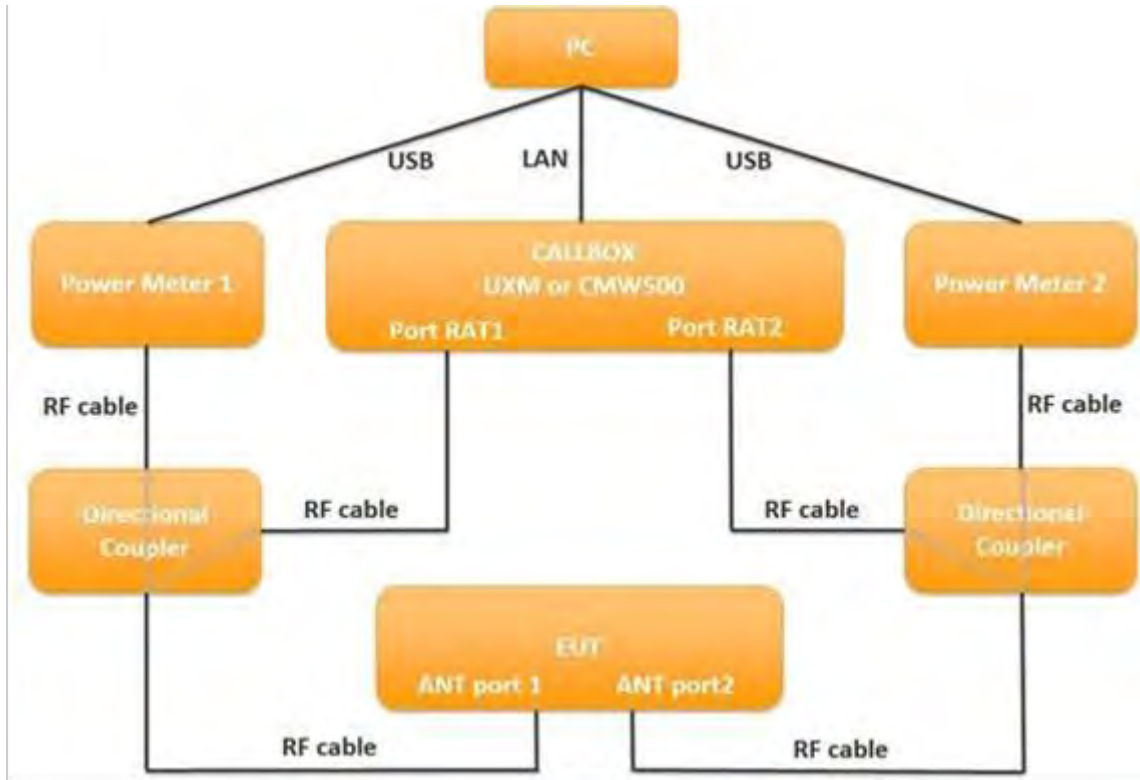 PC
USB
LAN
USB
Power Meter 1
CALLBOX
UXM or CMW500
Port RAT1
Port RAT2
Power Meter 2
RF cable
RF cable
Directional
Coupler
RF cable
RF cable
Directional
Coupler
EUT
ANT port 1
ANT port2
RF cable
RF cable